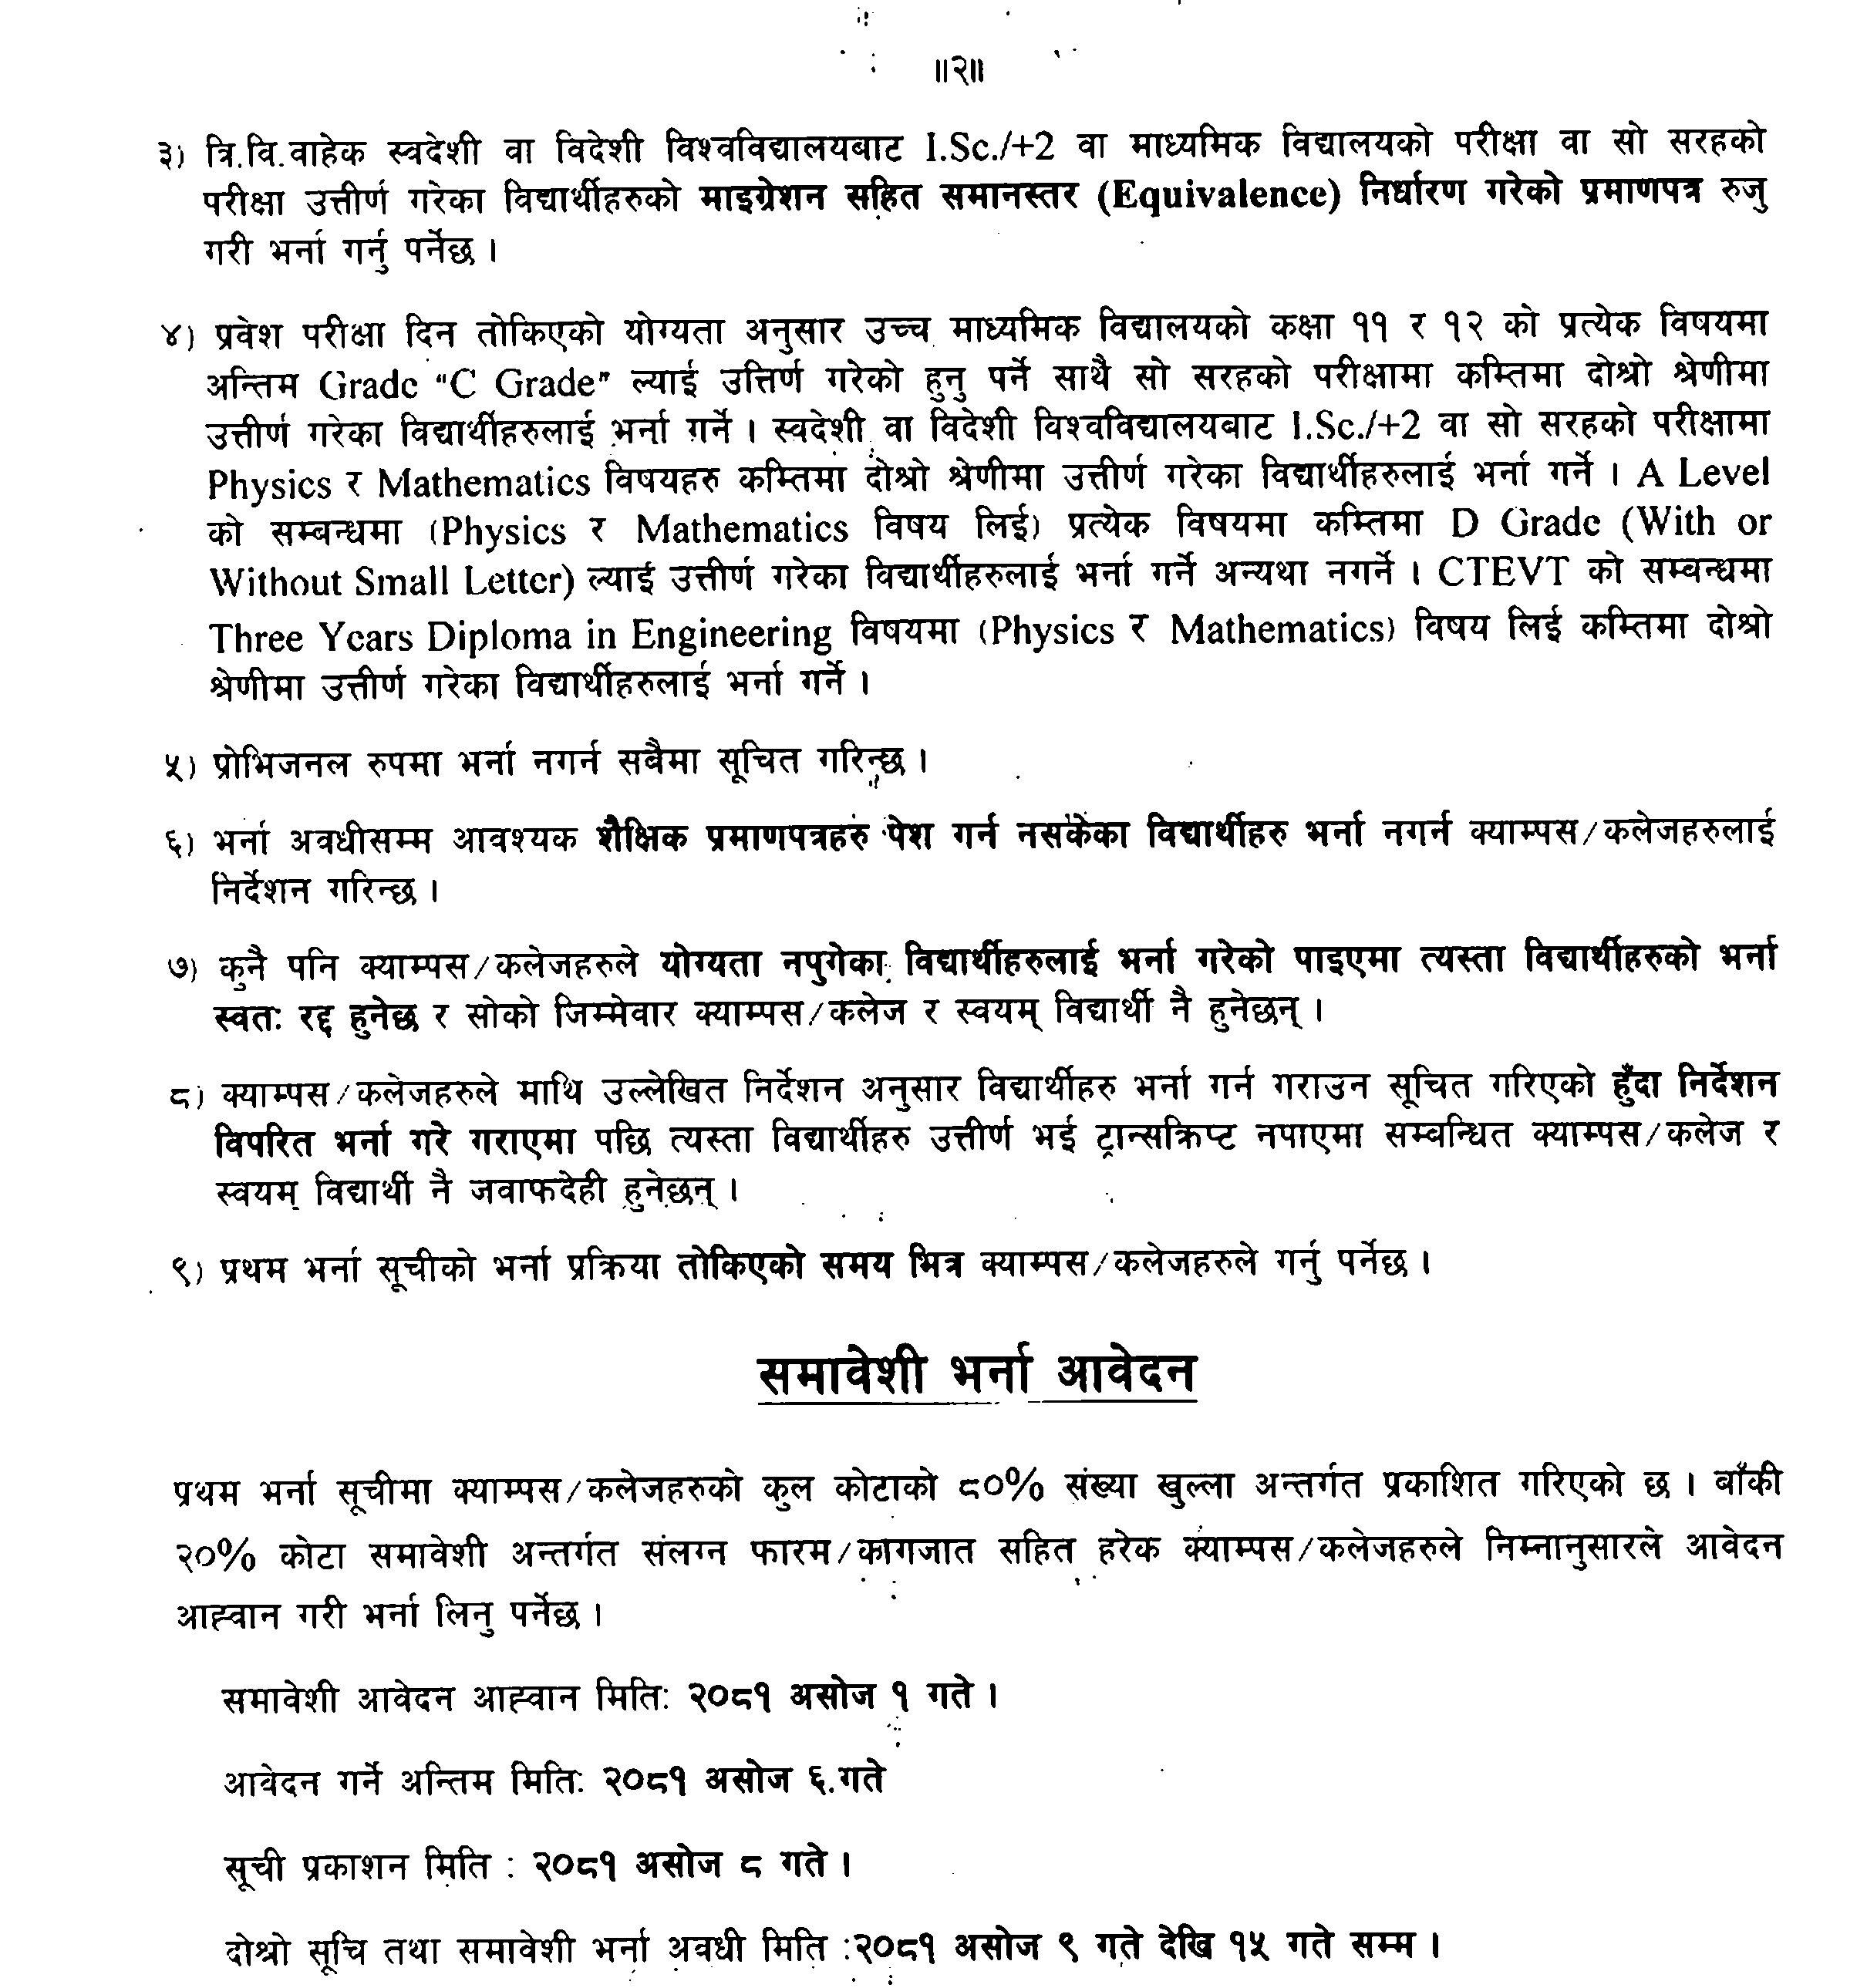 ॥२॥
३) त्रि.वि.वाहेक स्वदेशी वा विदेशी विश्वविद्यालयबाट I.Sc./+2 वा माध्यमिक विद्यालयको परीक्षा वा सो सरहको
परीक्षा उत्तीर्ण गरेका विद्यार्थीहरुको माइग्रेशन सहित समानस्तर (Equivalence) निर्धारण गरेको प्रमाणपत्र रुजु
गरी भर्ना गर्नु पर्नेछ ।
४) प्रवेश परीक्षा दिन तोकिएको योग्यता अनुसार उच्च माध्यमिक विद्यालयको कक्षा ११ र १२ को प्रत्येक विषयमा
अन्तिम Grade "C Grade" ल्याई उत्तिर्ण गरेको हुनु पर्ने साथै सो सरहको परीक्षामा कम्तिमा दोश्रो श्रेणीमा
उत्तीर्ण गरेका विद्यार्थीहरुलाई भर्ना गर्ने । स्वदेशी वा विदेशी विश्वविद्यालयबाट I.Sc./+2 वा सो सरहको परीक्षामा
Physics र Mathematics विषयहरु कम्तिमा दोश्रो श्रेणीमा उत्तीर्ण गरेका विद्यार्थीहरुलाई भर्ना गर्ने । A Level
को सम्बन्धमा (Physics र Mathematics विषय लिई) प्रत्येक विषयमा कम्तिमा D Grade (With or
Without Small Letter) ल्याई उत्तीर्ण गरेका विद्यार्थीहरुलाई भर्ना गर्ने अन्यथा नगर्ने । CTEVT को सम्वन्धमा
Three Years Diploma in Engineering विषयमा (Physics र Mathematics) विषय लिई कम्तिमा दोश्रो
श्रेणीमा उत्तीर्ण गरेका विद्यार्थीहरुलाई भर्ना गर्ने ।
५) प्रोभिजनल रुपमा भर्ना नगर्न सबैमा सूचित गरिन्छ ।
६) भर्ना अवधीसम्म आवश्यक शैक्षिक प्रमाणपत्रहरु पेश गर्न नसकेका विद्यार्थीहरु भर्ना नगर्न क्याम्पस/कलेजहरुलाई
निर्देशन गरिन्छ ।
७) कुनै पनि क्याम्पस/कलेजहरुले योग्यता नपुगेका विद्यार्थीहरुलाई भर्ना गरेको पाइएमा त्यस्ता विद्यार्थीहरुको भर्ना
स्वतः रद्द हुनेछ र सोको जिम्मेवार क्याम्पस/कलेज र स्वयम् विद्यार्थी नै हुनेछन् ।
८) क्याम्पस/कलेजहरुले माथि उल्लेखित निर्देशन अनुसार विद्यार्थीहरु भर्ना गर्न गराउन सूचित गरिएको हुँदा निर्देशन
विपरित भर्ना गरे गराएमा पछि त्यस्ता विद्यार्थीहरु उत्तीर्ण भई ट्रान्सक्रिप्ट नपाएमा सम्वन्धित क्याम्पस/कलेज र
स्वयम् विद्यार्थी नै जवाफदेही हुनेछन् ।
९) प्रथम भर्ना सूचीको भर्ना प्रक्रिया तोकिएको समय भित्र क्याम्पस/कलेजहरुले गर्नु पर्नेछ ।
समावेशी भर्ना आवेदन
प्रथम भर्ना सूचीमा क्याम्पस/कलेजहरुको कुल कोटाको ८०% संख्या खुल्ला अन्तर्गत प्रकाशित गरिएको छ । बाँकी
२०% कोटा समावेशी अन्तर्गत संलग्न फारम/कागजात सहित हरेक क्याम्पस/कलेजहरुले निम्नानुसारले आवेदन
आह्वान गरी भर्ना लिनु पर्नेछ ।
समावेशी आवेदन आह्वान मितिः २०८१ असोज १ गते ।
आवेदन गर्ने अन्तिम मितिः २०८१ असोज ६ गते
सूची प्रकाशन मिति : २०८१ असोज ८ गते ।
दोश्रो सूचि तथा समावेशी भर्ना अवधी मिति :२०८१ असोज ९ गते देखि १५ गते सम्म ।